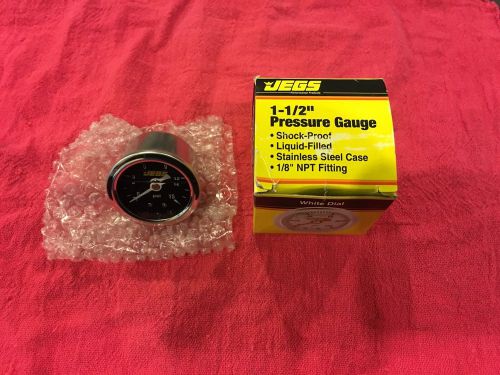 JEGS
1-1/2"
Pressure Gauge
• Shock-Proof
• Liquid-Filled
• Stainless Steel Case
• 1/8" NPT Fitting
White Dial
JEGS
15